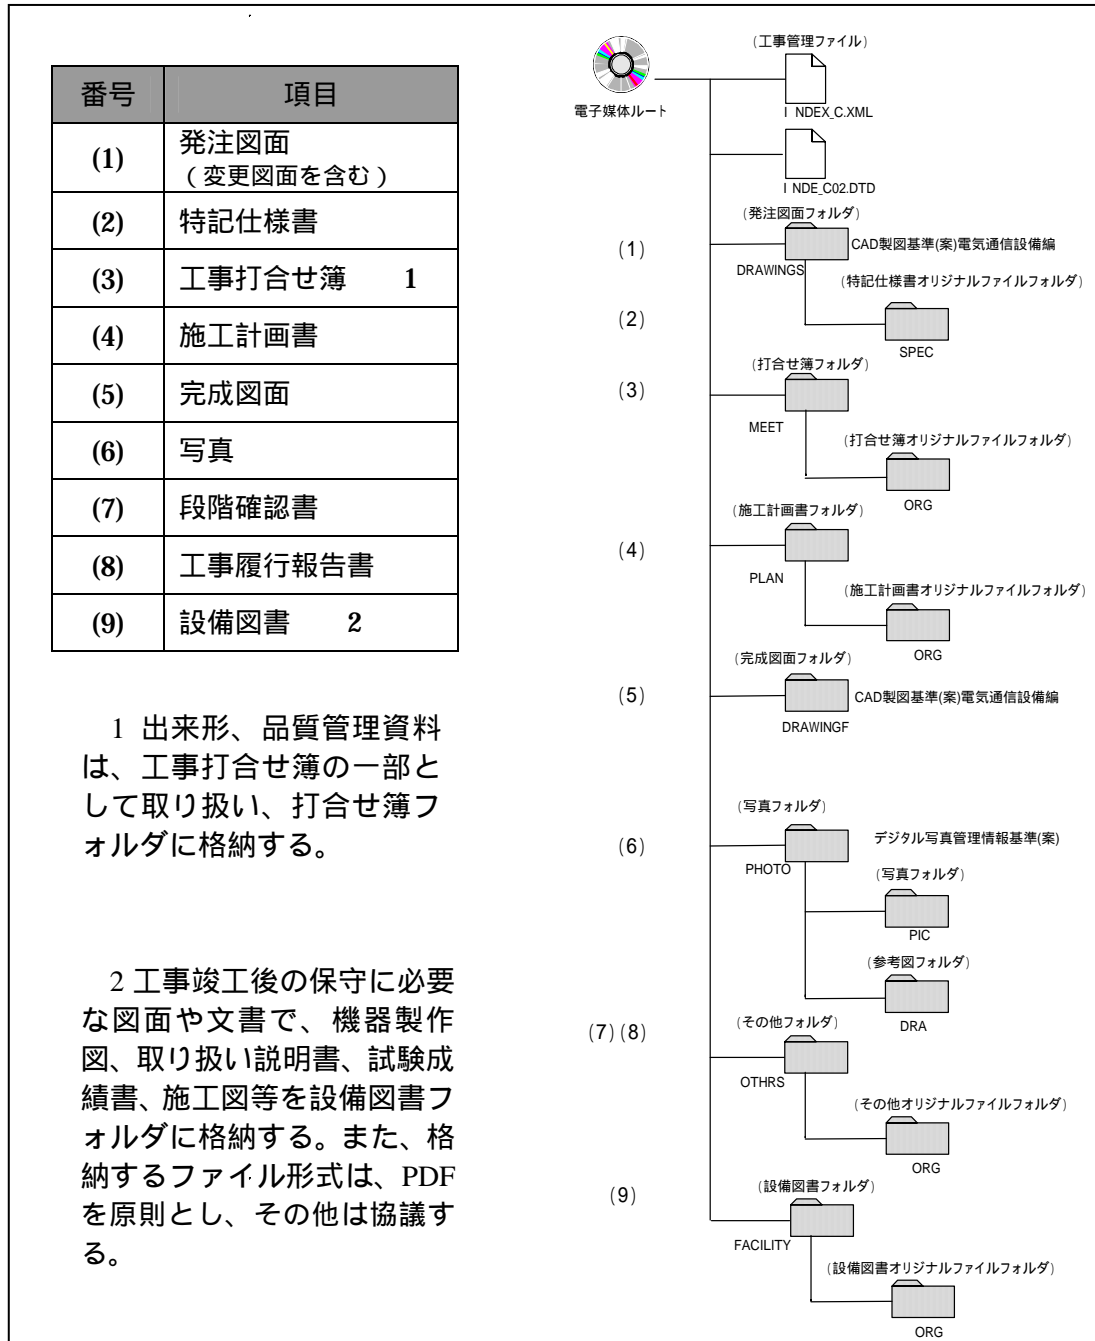 番号 項目
(1) 発注図面
（変更図面を含む）
(2) 特記仕様書
(3) 工事打合せ簿 1
(4) 施工計画書
(5) 完成図面
(6) 写真
(7) 段階確認書
(8) 工事履行報告書
(9) 設備図書 2
1 出来形、品質管理資料
は、工事打合せ簿の一部と
して取り扱い、打合せ簿フ
ォルダに格納する。
2 工事竣工後の保守に必要
な図面や文書で、機器製作
図、取り扱い説明書、試験成
績書、施工図等を設備図書フ
ォルダに格納する。また、格
納するファイル形式は、PDF
を原則とし、その他は協議す
る。
電子媒体ルート
(工事管理ファイル)
I NDEX_C.XML
I NDE_C02.DTD
(発注図面フォルダ)
(1)
CAD製図基準(案)電気通信設備編
DRAWINGS
(特記仕様書オリジナルファイルフォルダ)
(2)
SPEC
(打合せ簿フォルダ)
(3)
MEET
(打合せ簿オリジナルファイルフォルダ)
ORG
(施工計画書フォルダ)
(4)
PLAN
(施工計画書オリジナルファイルフォルダ)
ORG
(完成図面フォルダ)
(5)
CAD製図基準(案)電気通信設備編
DRAWINGF
(写真フォルダ)
(6)
デジタル写真管理情報基準(案)
PHOTO
(写真フォルダ)
PIC
(参考図フォルダ)
DRA
(7)(8)
(その他フォルダ)
OTHRS
(その他オリジナルファイルフォルダ)
ORG
(9)
(設備図書フォルダ)
FACILITY
(設備図書オリジナルファイルフォルダ)
ORG